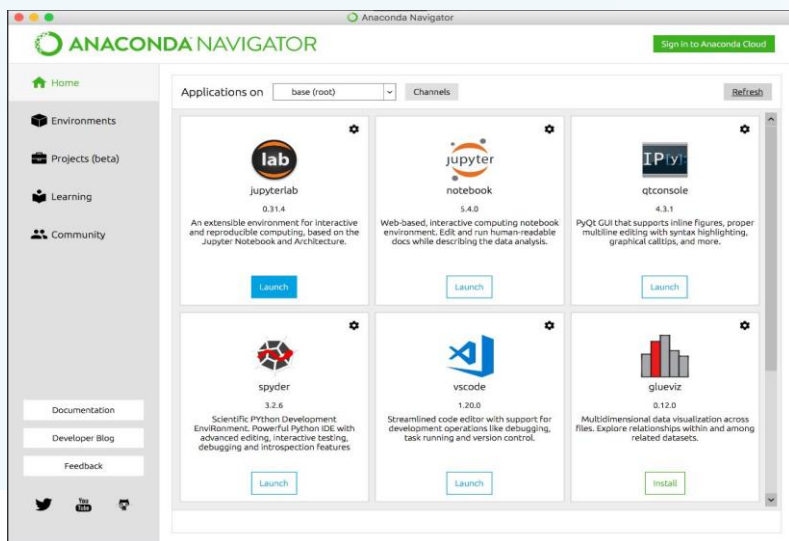 Anaconda Navigator
ANACONDA NAVIGATOR
Sign in to Anaconda Cloud
Home
Environments
Projects (beta)
Learning
Community
Documentation
Developer Blog
Feedback
You
Tube
Applications on
base (root)
Channels
Refresh
lab
jupyterlab
0.31.4
An extensible environment for interactive
and reproducible computing, based on the
Jupyter Notebook and Architecture.
Launch
jupyter
notebook
5.4.0
Web-based, interactive computing notebook
environment. Edit and run human-readable
docs while describing the data analysis.
Launch
IP[y]:
qtconsole
4.3.1
PyQt GUI that supports inline figures, proper
multiline editing with syntax highlighting,
graphical calltips, and more.
Launch
spyder
3.2.6
Scientific PYthon Development
EnviRonment. Powerful Python IDE with
advanced editing, interactive testing,
debugging and introspection features
Launch
vscode
1.20.0
Streamlined code editor with support for
development operations like debugging,
task running and version control.
Launch
glueviz
0.12.0
Multidimensional data visualization across
files. Explore relationships within and among
related datasets.
Install